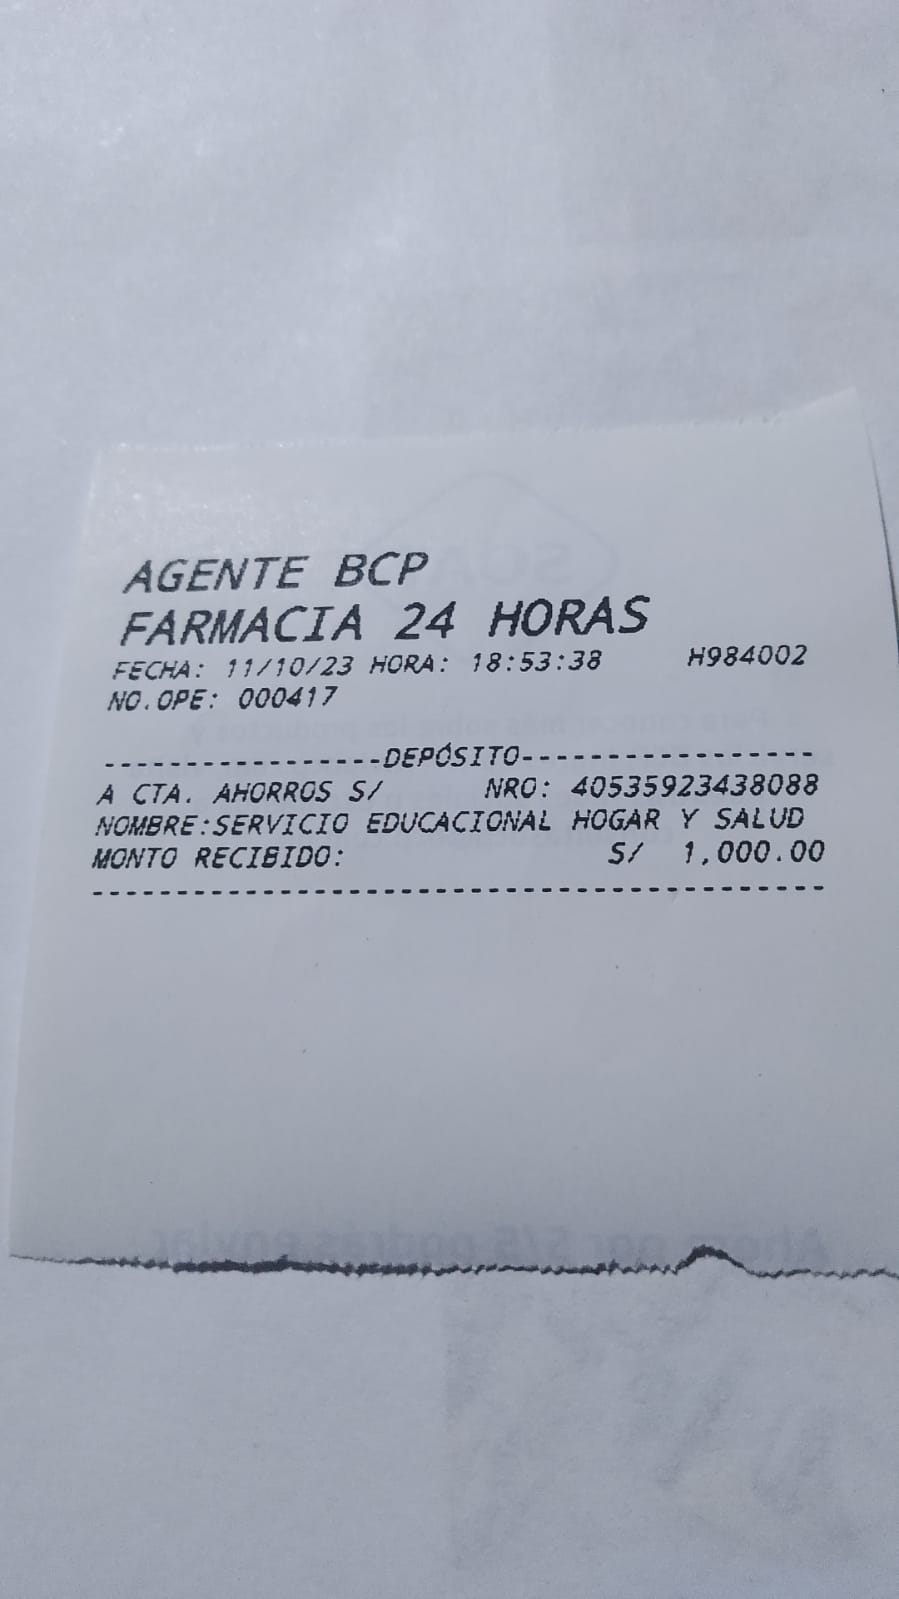 AGENTE BCP
FARMACIA 24 HORAS
FECHA: 11/10/23 HORA: 18:53:38 H984002
NO.OPE: 000417
-----------------DEPÓSITO------------------
A CTA. AHORROS S/ NRO: 40535923438088
NOMBRE:SERVICIO EDUCACIONAL HOGAR Y SALUD
MONTO RECIBIDO: S/ 1,000.00
-------------------------------------------